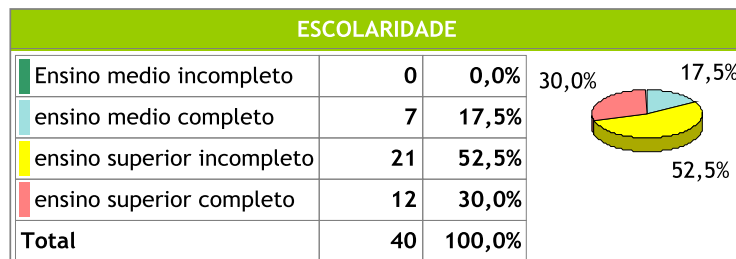 ESCOLARIDADE
Ensino medio incompleto 0 0,0%
ensino medio completo 7 17,5%
ensino superior incompleto 21 52,5%
ensino superior completo 12 30,0%
Total 40 100,0%
30,0% 17,5%
52,5%